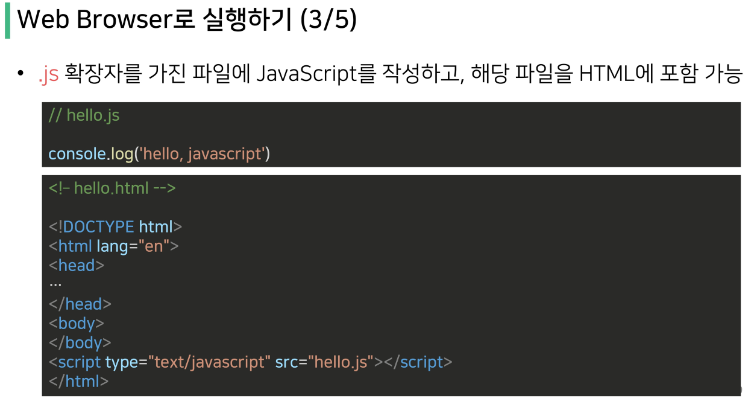 Web Browser로 실행하기 (3/5)
• .js 확장자를 가진 파일에 JavaScript를 작성하고, 해당 파일을 HTML에 포함 가능
// hello.js
console.log('hello, javascript')
<!-- hello.html -->
<!DOCTYPE html>
<html lang="en">
<head>
…
</head>
<body>
</body>
<script type="text/javascript" src="hello.js"></script>
</html>